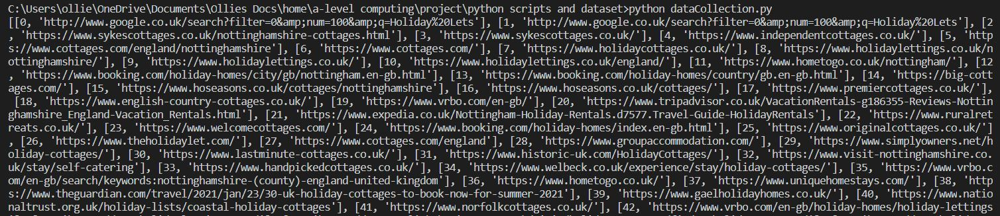 C:\Users\ollie\OneDrive\Documents\Ollies Docs\home\a-level computing\project\python scripts and dataset>python dataCollection.py
[[0, 'http://www.google.co.uk/search?filter=0&amp;num=100&amp;q=Holiday%20Lets'], [1, 'http://www.google.co.uk/search?filter=0&amp;num=100&amp;q=Holiday%20Lets'], [2
, 'https://www.sykescottages.co.uk/nottinghamshire-cottages.html'], [3, 'https://www.sykescottages.co.uk/'], [4, 'https://www.independentcottages.co.uk/'], [5, 'http
s://www.cottages.com/england/nottinghamshire'], [6, 'https://www.cottages.com/'], [7, 'https://www.holidaycottages.co.uk/'], [8, 'https://www.holidaylettings.co.uk/n
ottinghamshire/'], [9, 'https://www.holidaylettings.co.uk/'], [10, 'https://www.holidaylettings.co.uk/england/'], [11, 'https://www.hometogo.co.uk/nottingham/'], [12
, 'https://www.booking.com/holiday-homes/city/gb/nottingham.en-gb.html'], [13, 'https://www.booking.com/holiday-homes/country/gb.en-gb.html'], [14, 'https://big-cott
ages.com/'], [15, 'https://www.hoseasons.co.uk/cottages/nottinghamshire'], [16, 'https://www.hoseasons.co.uk/cottages/'], [17, 'https://www.premiercottages.co.uk/'],
 [18, 'https://www.english-country-cottages.co.uk/'], [19, 'https://www.vrbo.com/en-gb/'], [20, 'https://www.tripadvisor.co.uk/VacationRentals-g186355-Reviews-Nottin
ghamshire_England-Vacation_Rentals.html'], [21, 'https://www.expedia.co.uk/Nottingham-Holiday-Rentals.d7577.Travel-Guide-HolidayRentals'], [22, 'https://www.ruralret
reats.co.uk/'], [23, 'https://www.welcomecottages.com/'], [24, 'https://www.booking.com/holiday-homes/index.en-gb.html'], [25, 'https://www.originalcottages.co.uk/']
, [26, 'https://www.theholidaylet.com/'], [27, 'https://www.cottages.com/england'], [28, 'https://www.groupaccommodation.com/'], [29, 'https://www.simplyowners.net/h
oliday-cottages/'], [30, 'https://www.lastminute-cottages.co.uk/'], [31, 'https://www.historic-uk.com/HolidayCottages/'], [32, 'https://www.visit-nottinghamshire.co.
uk/stay/self-catering'], [33, 'https://www.handpickedcottages.co.uk/'], [34, 'https://www.welbeck.co.uk/experience/stay/holiday-cottages/'], [35, 'https://www.vrbo.c
om/en-gb/search/keywords:nottinghamshire-(county)-england-united-kingdom'], [36, 'https://www.hometogo.co.uk/'], [37, 'https://www.uniquehomestays.com/'], [38, 'http
s://www.theguardian.com/travel/2021/jan/23/30-uk-holiday-cottages-to-book-now-for-summer-2021'], [39, 'https://www.gaelholidayhomes.co.uk/'], [40, 'https://www.natio
naltrust.org.uk/holiday-lists/coastal-holiday-cottages'], [41, 'https://www.norfolkcottages.co.uk/'], [42, 'https://www.vrbo.com/en-gb/holiday-homes/holiday-lettings